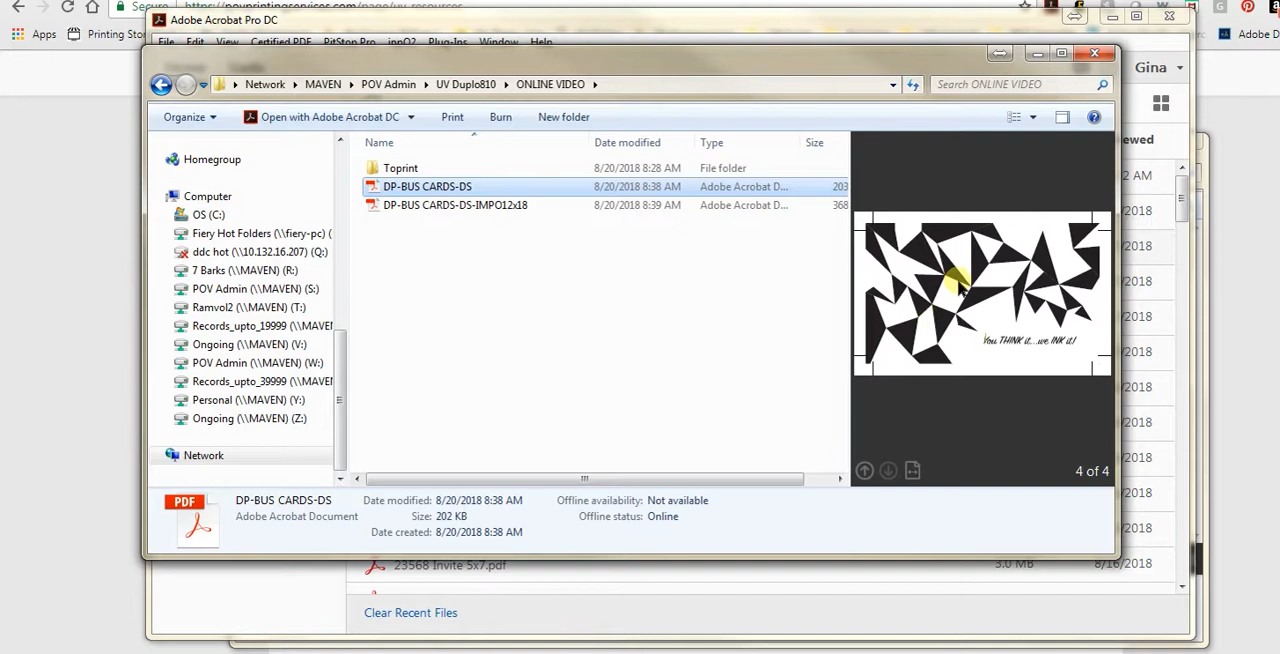 Secure https://povprintingservices.com/page/uv-resources
Apps Printing Sto Adobe D
Adobe Acrobat Pro DC
File Edit View Certified PDF PitStop Pro Plug-Ins Window Help
Gina
Network MAVEN POV Admin UV Duplo810 ONLINE VIDEO Search ONLINE VIDEO
Organize Open with Adobe Acrobat DC Print Burn New folder
Name Date modified Type Size
Homegroup
Computer
OS (C:)
Fiery Hot Folders (\\fiery-pc) (
ddc hot (\\10.132.16.207) (Q:)
7 Barks (\\MAVEN) (R:)
POV Admin (\\MAVEN) (S:)
Ramvol2 (\\MAVEN) (T:)
Records_upto_19999 (\\MAVEN
Ongoing (\\MAVEN) (V:)
POV Admin (\\MAVEN) (W:)
Records_upto_39999 (\\MAVEN
Personal (\\MAVEN) (Y:)
Ongoing (\\MAVEN) (Z:)
Network
Toprint 8/20/2018 8:28 AM File folder
DP-BUS CARDS-DS 8/20/2018 8:38 AM Adobe Acrobat D... 203
DP-BUS CARDS-DS-IMPO12x18 8/20/2018 8:39 AM Adobe Acrobat D... 368
You THINK it...we INK it!
4 of 4
PDF
DP-BUS CARDS-DS
Adobe Acrobat Document
Date modified: 8/20/2018 8:38 AM
Size: 202 KB
Date created: 8/20/2018 8:38 AM
Offline availability: Not available
Offline status: Online
23568 Invite 5x7.pdf 3.0 MB 8/16/2018
Clear Recent Files